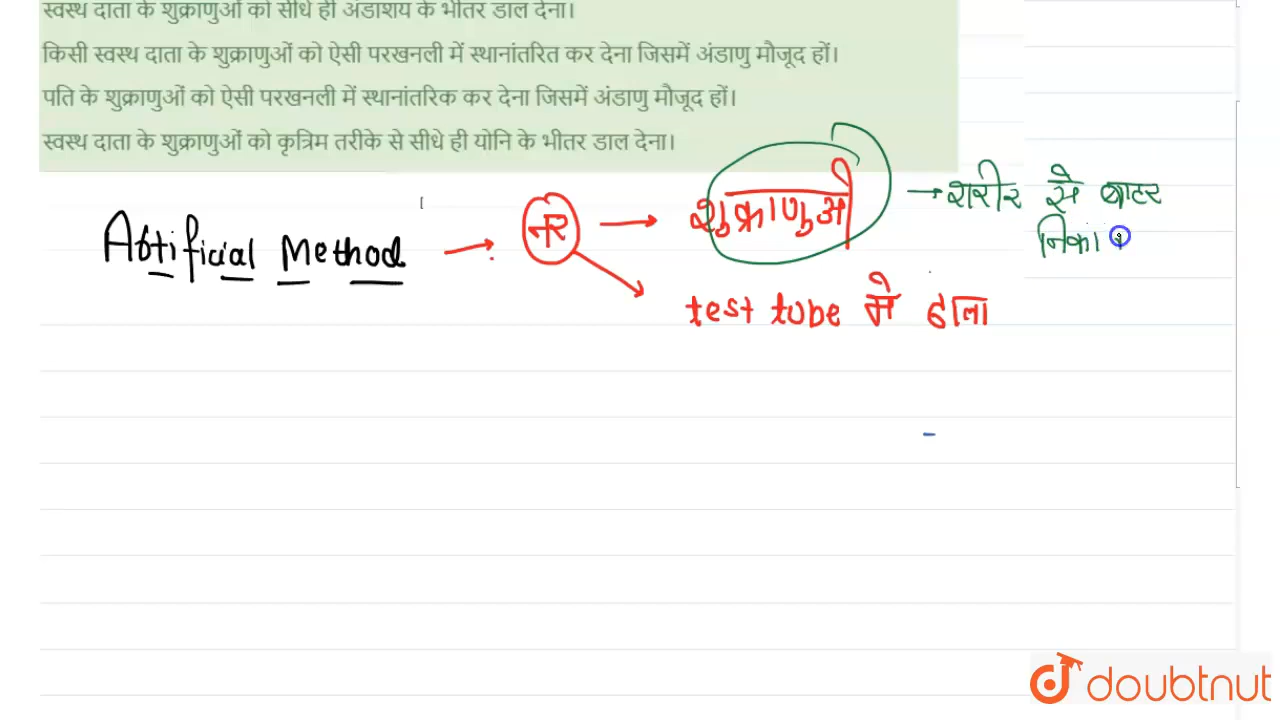 स्वस्थ दाता के शुक्राणुओं को सीधे ही अंडाशय के भीतर डाल देना।
किसी स्वस्थ दाता के शुक्राणुओं को ऐसी परखनली में स्थानांतरित कर देना जिसमें अंडाणु मौजूद हों।
पति के शुक्राणुओं को ऐसी परखनली में स्थानांतरिक कर देना जिसमें अंडाणु मौजूद हों।
स्वस्थ दाता के शुक्राणुओं को कृत्रिम तरीके से सीधे ही योनि के भीतर डाल देना।
Artificial Method → नर → शुक्राणुओ → शरीर से बाहर
निका
test tube मे डाला
doubtnut